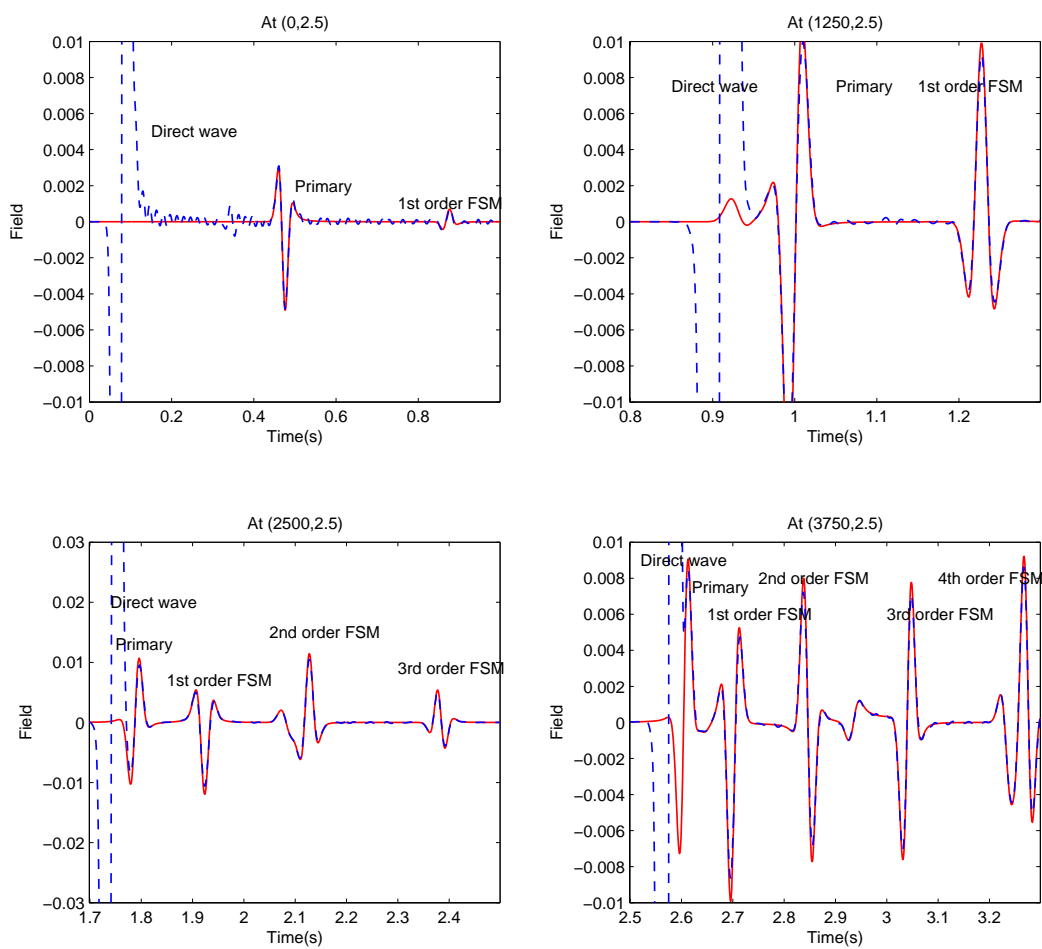 At (0,2.5)
0.01
0.008
0.006
0.004
0.002
0
−0.002
−0.004
−0.006
−0.008
−0.01
Field
Direct wave
Primary
1st order FSM
0 0.2 0.4 0.6 0.8
Time(s)
At (1250,2.5)
0.01
0.008
0.006
0.004
0.002
0
−0.002
−0.004
−0.006
−0.008
−0.01
Field
Direct wave Primary 1st order FSM
0.8 0.9 1 1.1 1.2
Time(s)
At (2500,2.5)
0.03
0.02
0.01
0
−0.01
−0.02
−0.03
Field
Direct wave
Primary
1st order FSM
2nd order FSM
3rd order FSM
1.7 1.8 1.9 2 2.1 2.2 2.3 2.4
Time(s)
At (3750,2.5)
0.01
0.008
0.006
0.004
0.002
0
−0.002
−0.004
−0.006
−0.008
−0.01
Field
Direct wave
Primary
1st order FSM
2nd order FSM
3rd order FSM
4th order FSM
2.5 2.6 2.7 2.8 2.9 3 3.1 3.2
Time(s)